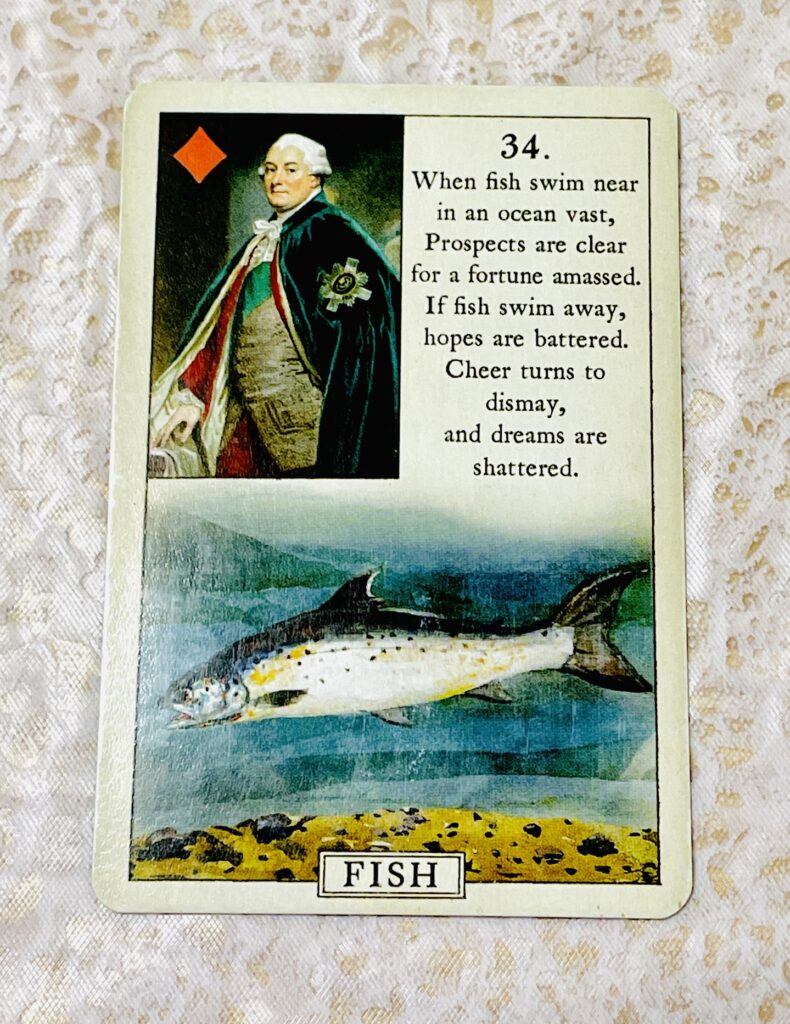 34.
When fish swim near
in an ocean vast,
Prospects are clear
for a fortune amassed.
If fish swim away,
hopes are battered.
Cheer turns to
dismay,
and dreams are
shattered.
FISH